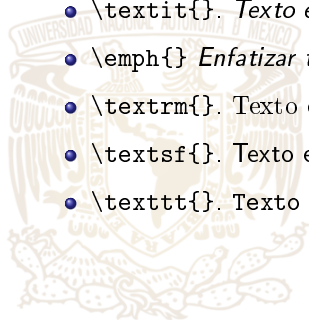 \textit{}. Texto
\emph{} Enfatizar
\textrm{}. Texto
\textsf{}. Texto
\texttt{}. Texto